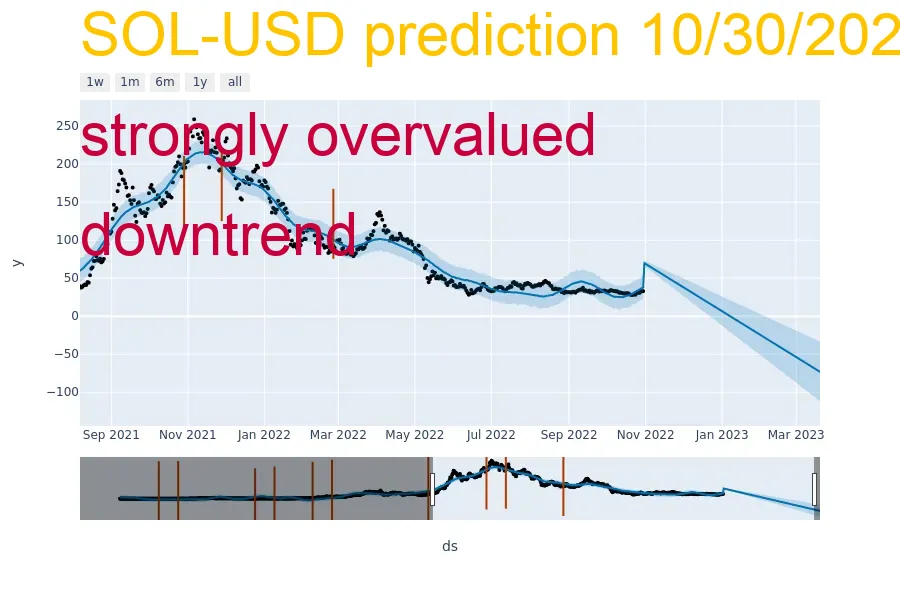 SOL-USD prediction 10/30/202
1w 1m 6m 1y all
strongly overvalued
downtrend
250
200
150
100
50
0
−50
−100
y
Sep 2021 Nov 2021 Jan 2022 Mar 2022 May 2022 Jul 2022 Sep 2022 Nov 2022 Jan 2023 Mar 2023
ds